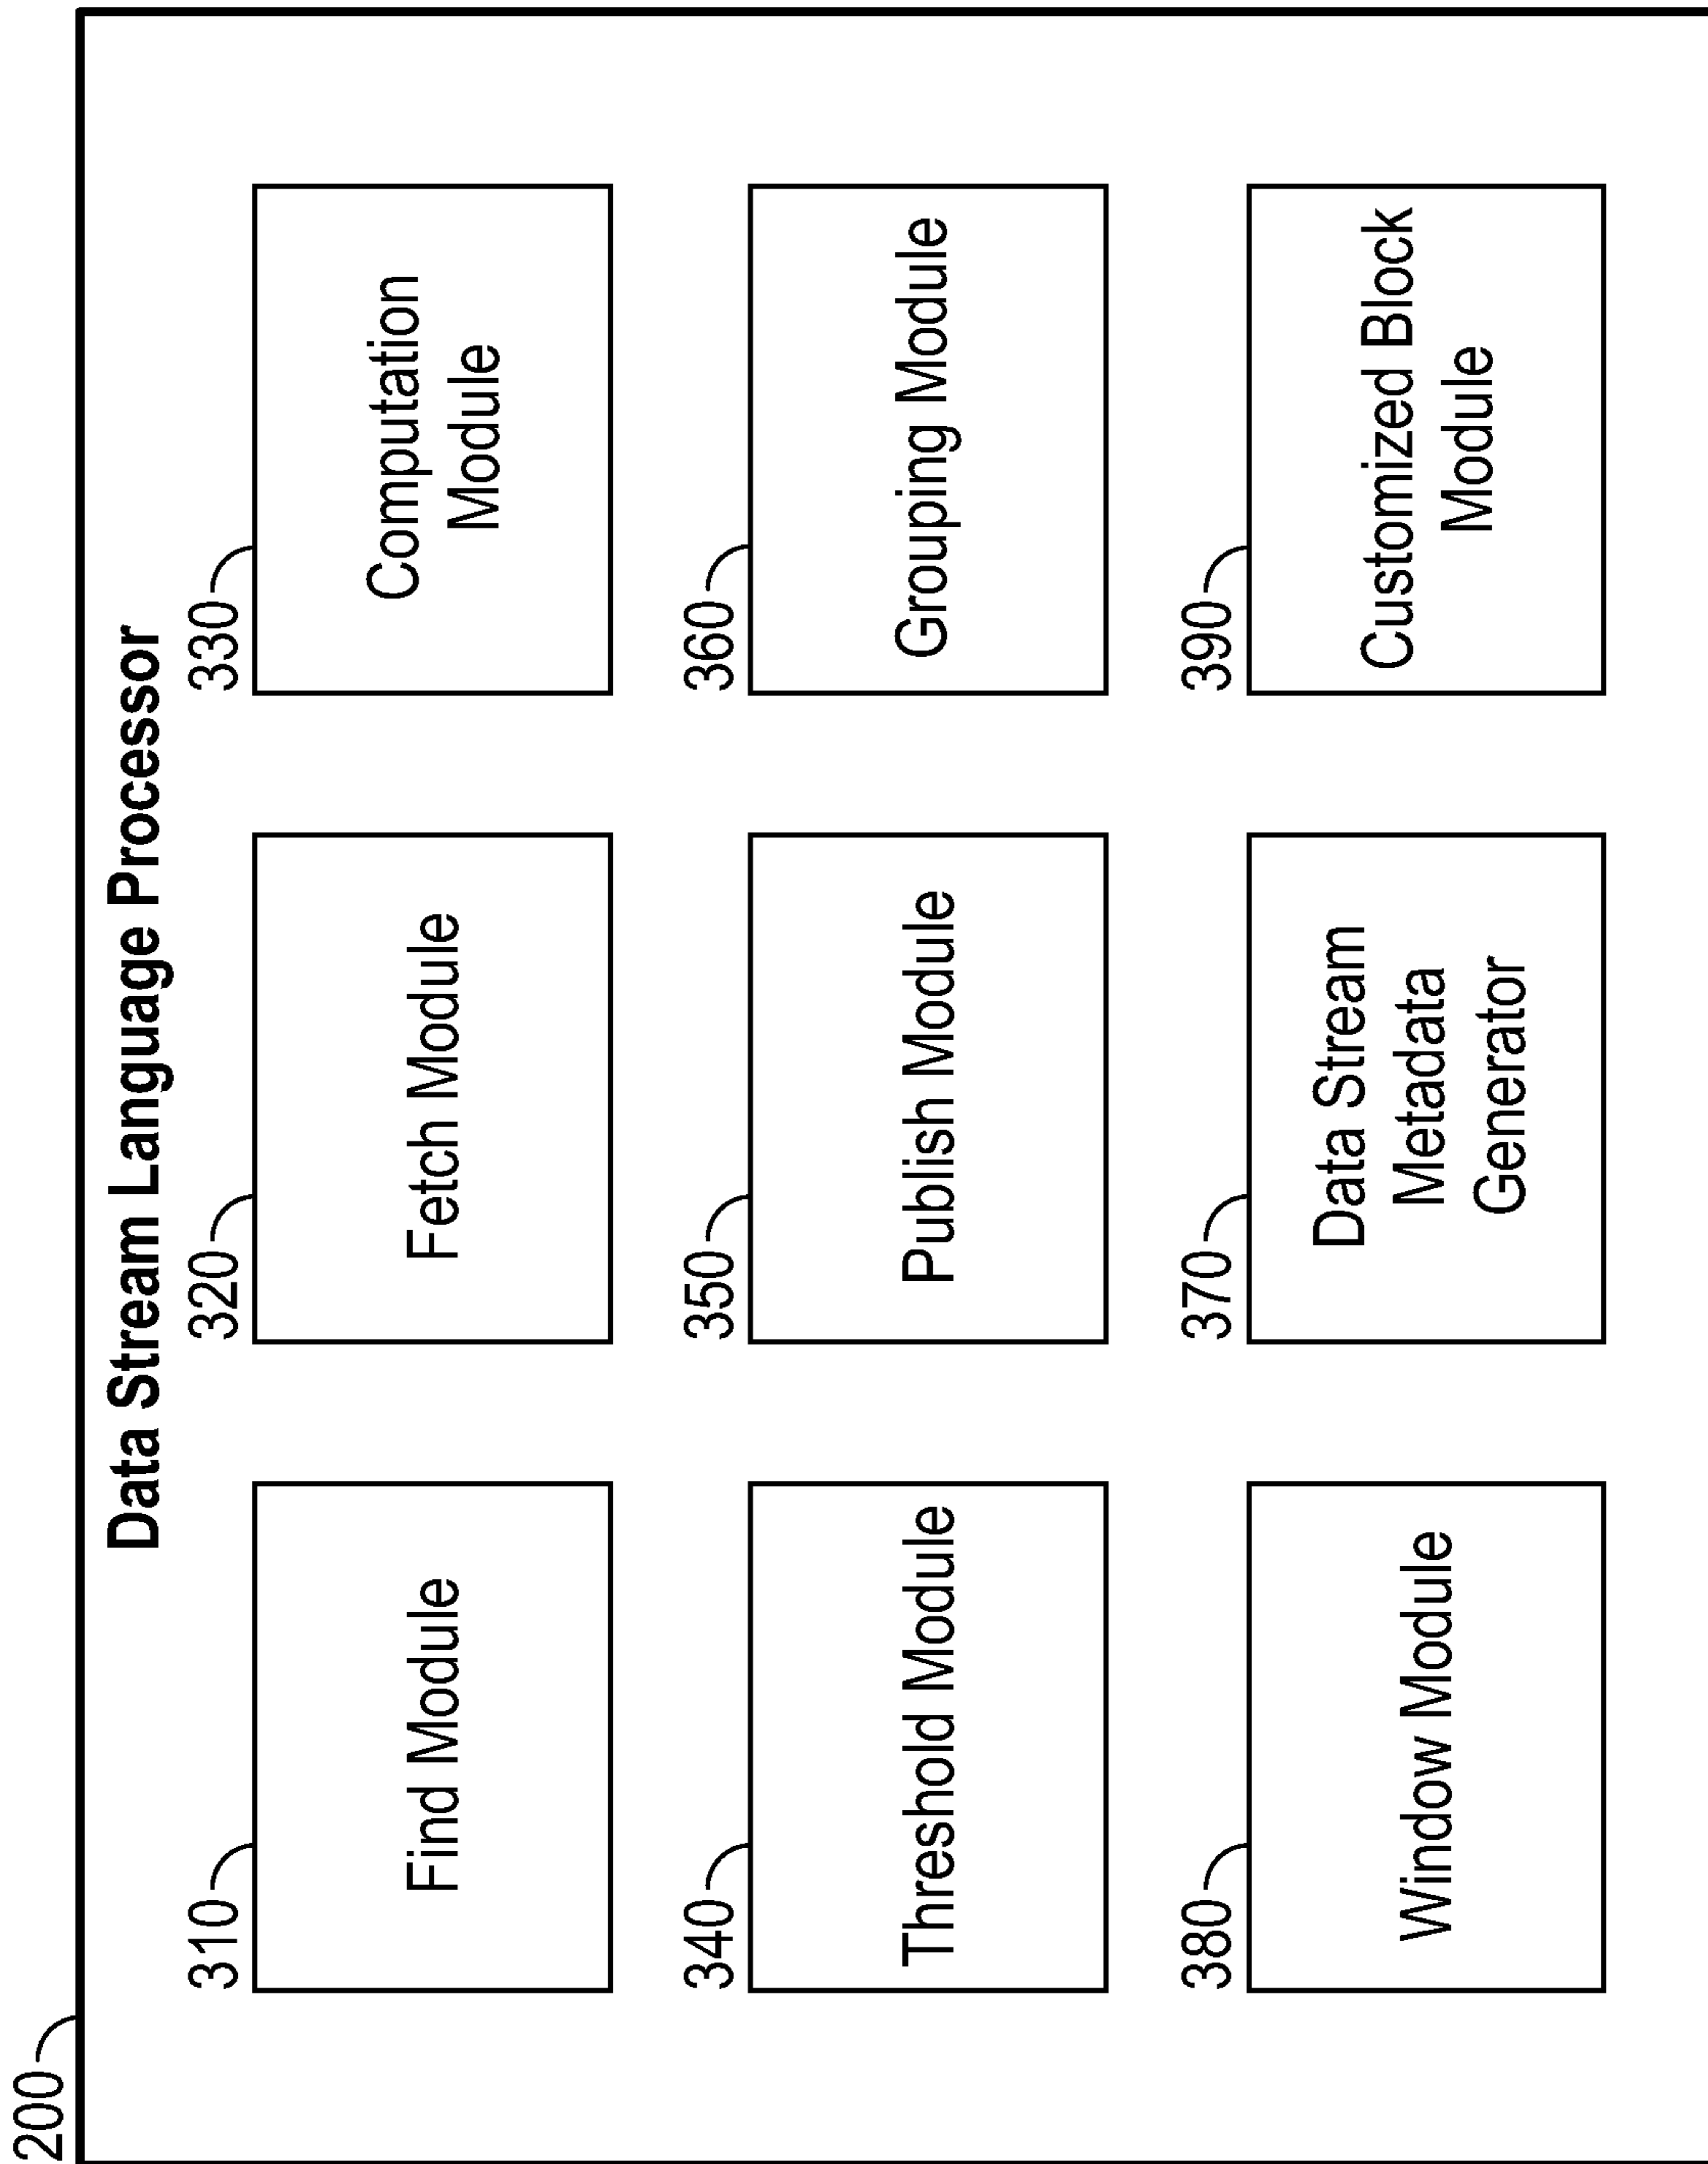 200
Data Stream Language Processor
310
Find Module
320
Fetch Module
330
Computation
Module
340
Threshold Module
350
Publish Module
360
Grouping Module
380
Window Module
370
Data Stream
Metadata
Generator
390
Customized Block
Module